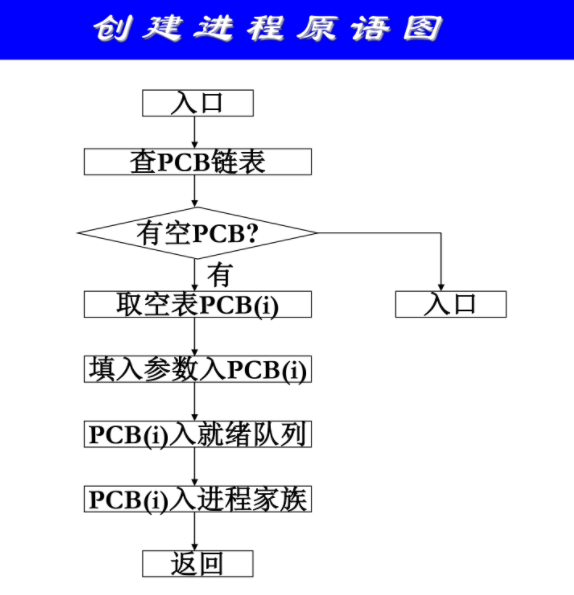 创建进程原语图
入口
查PCB链表
有空PCB?
有
取空表PCB(i)
入口
填入参数入PCB(i)
PCB(i)入就绪队列
PCB(i)入进程家族
返回